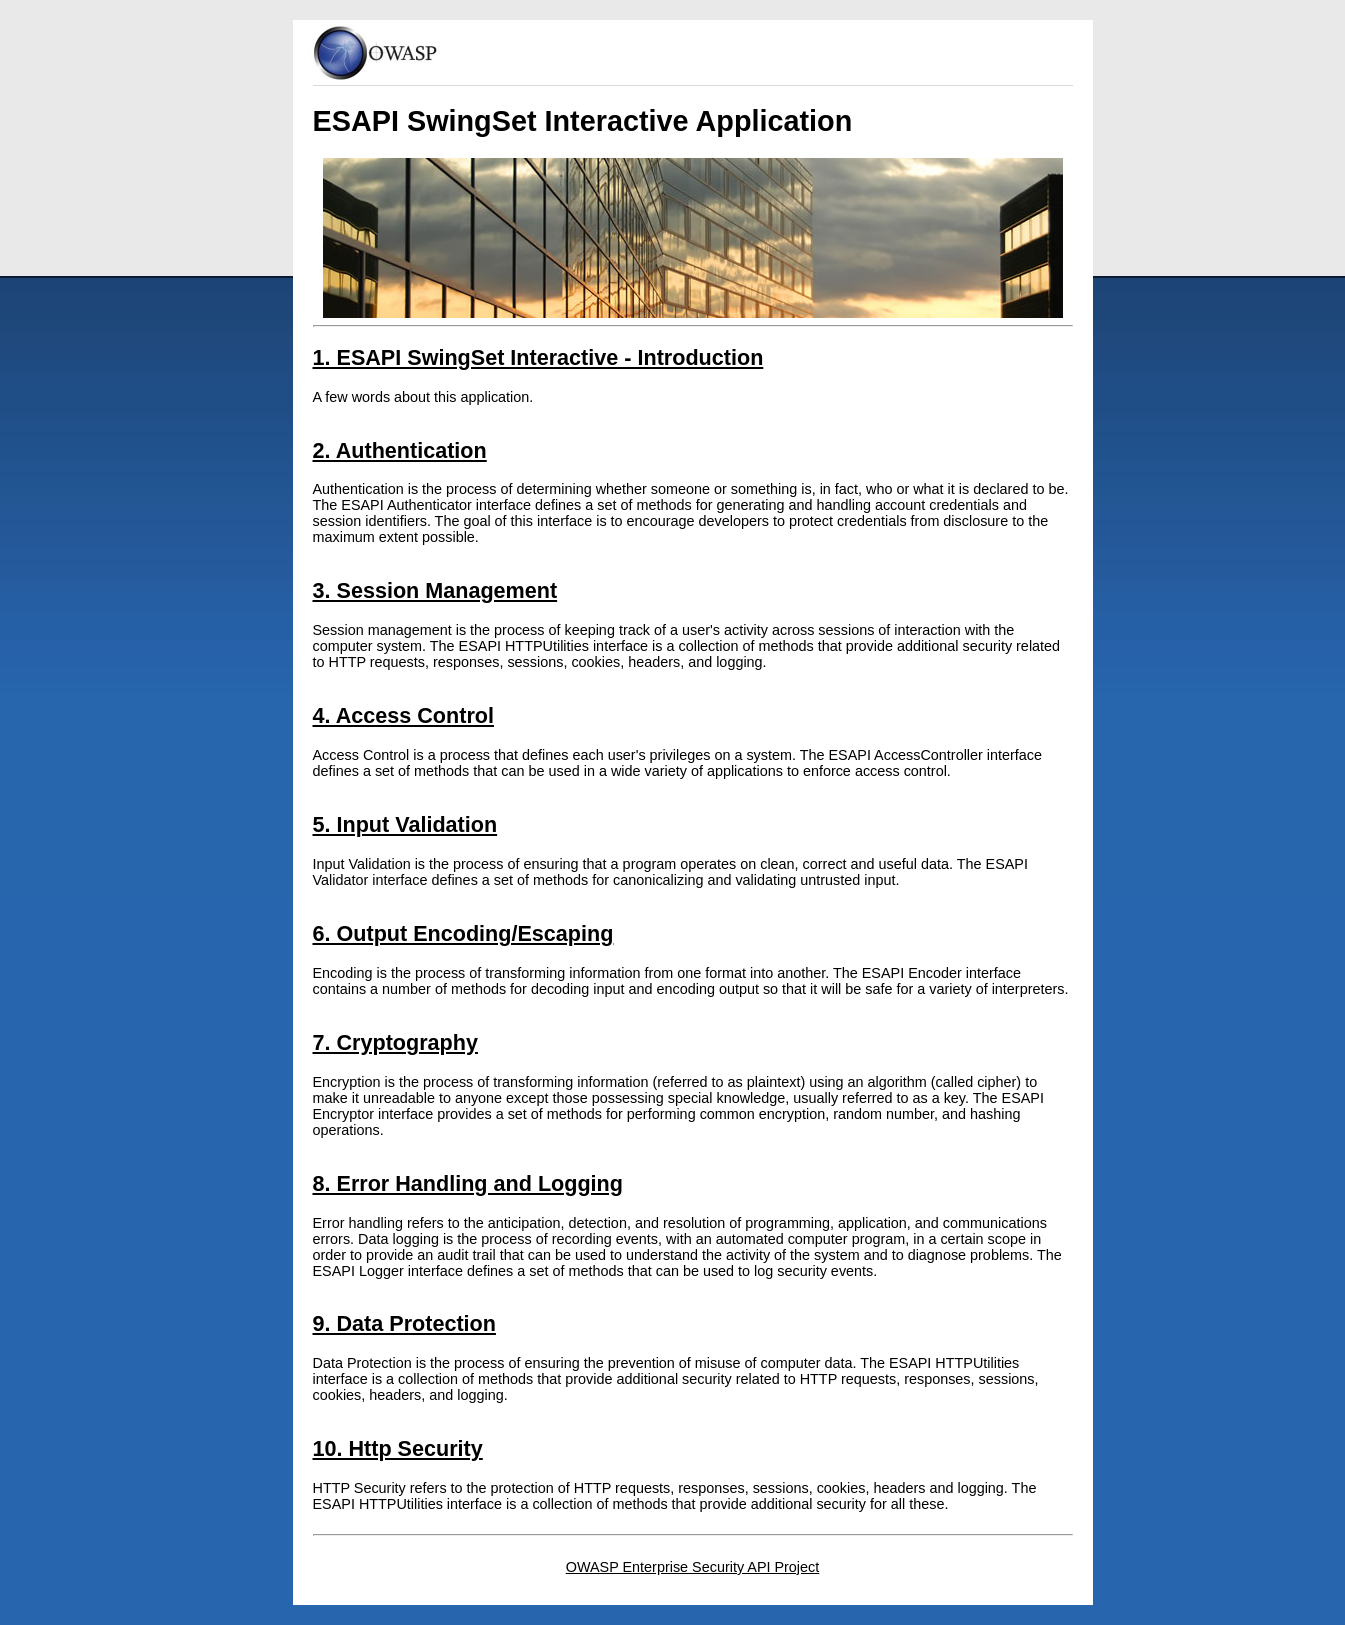 OWASP
ESAPI SwingSet Interactive Application
1. ESAPI SwingSet Interactive - Introduction
A few words about this application.
2. Authentication
Authentication is the process of determining whether someone or something is, in fact, who or what it is declared to be.
The ESAPI Authenticator interface defines a set of methods for generating and handling account credentials and
session identifiers. The goal of this interface is to encourage developers to protect credentials from disclosure to the
maximum extent possible.
3. Session Management
Session management is the process of keeping track of a user's activity across sessions of interaction with the
computer system. The ESAPI HTTPUtilities interface is a collection of methods that provide additional security related
to HTTP requests, responses, sessions, cookies, headers, and logging.
4. Access Control
Access Control is a process that defines each user's privileges on a system. The ESAPI AccessController interface
defines a set of methods that can be used in a wide variety of applications to enforce access control.
5. Input Validation
Input Validation is the process of ensuring that a program operates on clean, correct and useful data. The ESAPI
Validator interface defines a set of methods for canonicalizing and validating untrusted input.
6. Output Encoding/Escaping
Encoding is the process of transforming information from one format into another. The ESAPI Encoder interface
contains a number of methods for decoding input and encoding output so that it will be safe for a variety of interpreters.
7. Cryptography
Encryption is the process of transforming information (referred to as plaintext) using an algorithm (called cipher) to
make it unreadable to anyone except those possessing special knowledge, usually referred to as a key. The ESAPI
Encryptor interface provides a set of methods for performing common encryption, random number, and hashing
operations.
8. Error Handling and Logging
Error handling refers to the anticipation, detection, and resolution of programming, application, and communications
errors. Data logging is the process of recording events, with an automated computer program, in a certain scope in
order to provide an audit trail that can be used to understand the activity of the system and to diagnose problems. The
ESAPI Logger interface defines a set of methods that can be used to log security events.
9. Data Protection
Data Protection is the process of ensuring the prevention of misuse of computer data. The ESAPI HTTPUtilities
interface is a collection of methods that provide additional security related to HTTP requests, responses, sessions,
cookies, headers, and logging.
10. Http Security
HTTP Security refers to the protection of HTTP requests, responses, sessions, cookies, headers and logging. The
ESAPI HTTPUtilities interface is a collection of methods that provide additional security for all these.
OWASP Enterprise Security API Project